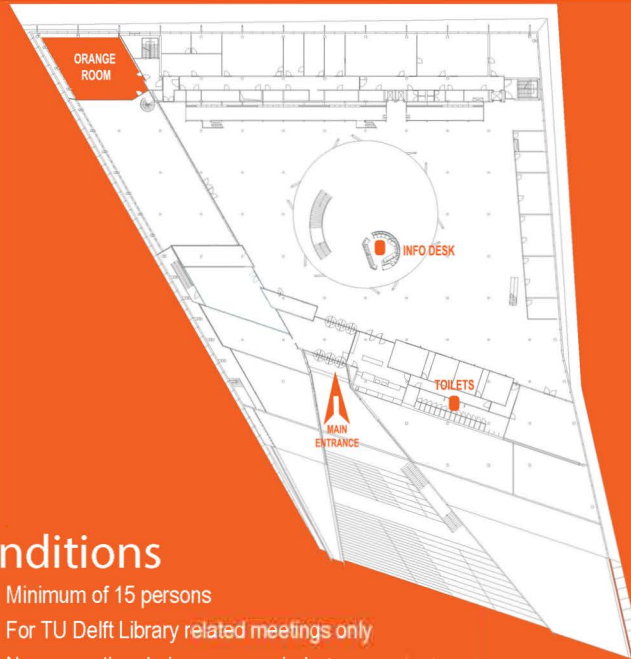 ORANGE
ROOM
INFO DESK
TOILETS
MAIN
ENTRANCE
nditions
Minimum of 15 persons
For TU Delft Library related meetings only